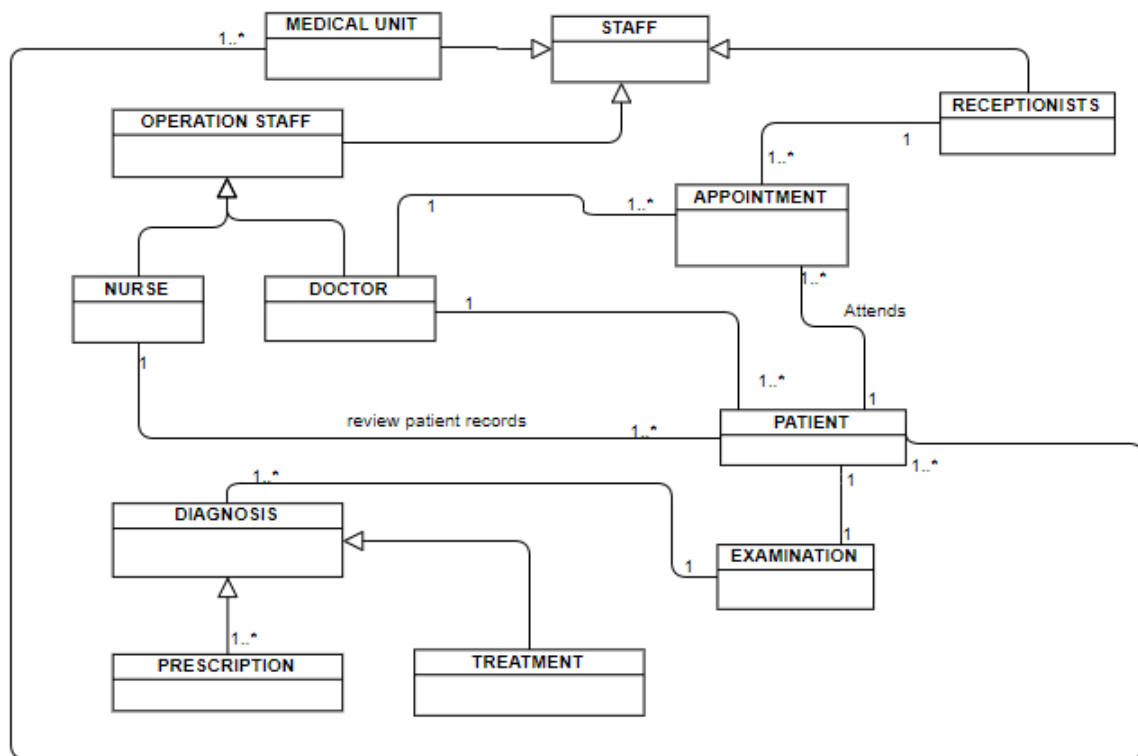 MEDICAL UNIT
STAFF
1..*
RECEPTIONISTS
OPERATION STAFF
1
1..*
APPOINTMENT
1
1..*
NURSE
DOCTOR
1..*
1
Attends
1
1..*
1
PATIENT
review patient records
1..*
1..*
1
1..*
DIAGNOSIS
1
EXAMINATION
1
1..*
PRESCRIPTION
TREATMENT